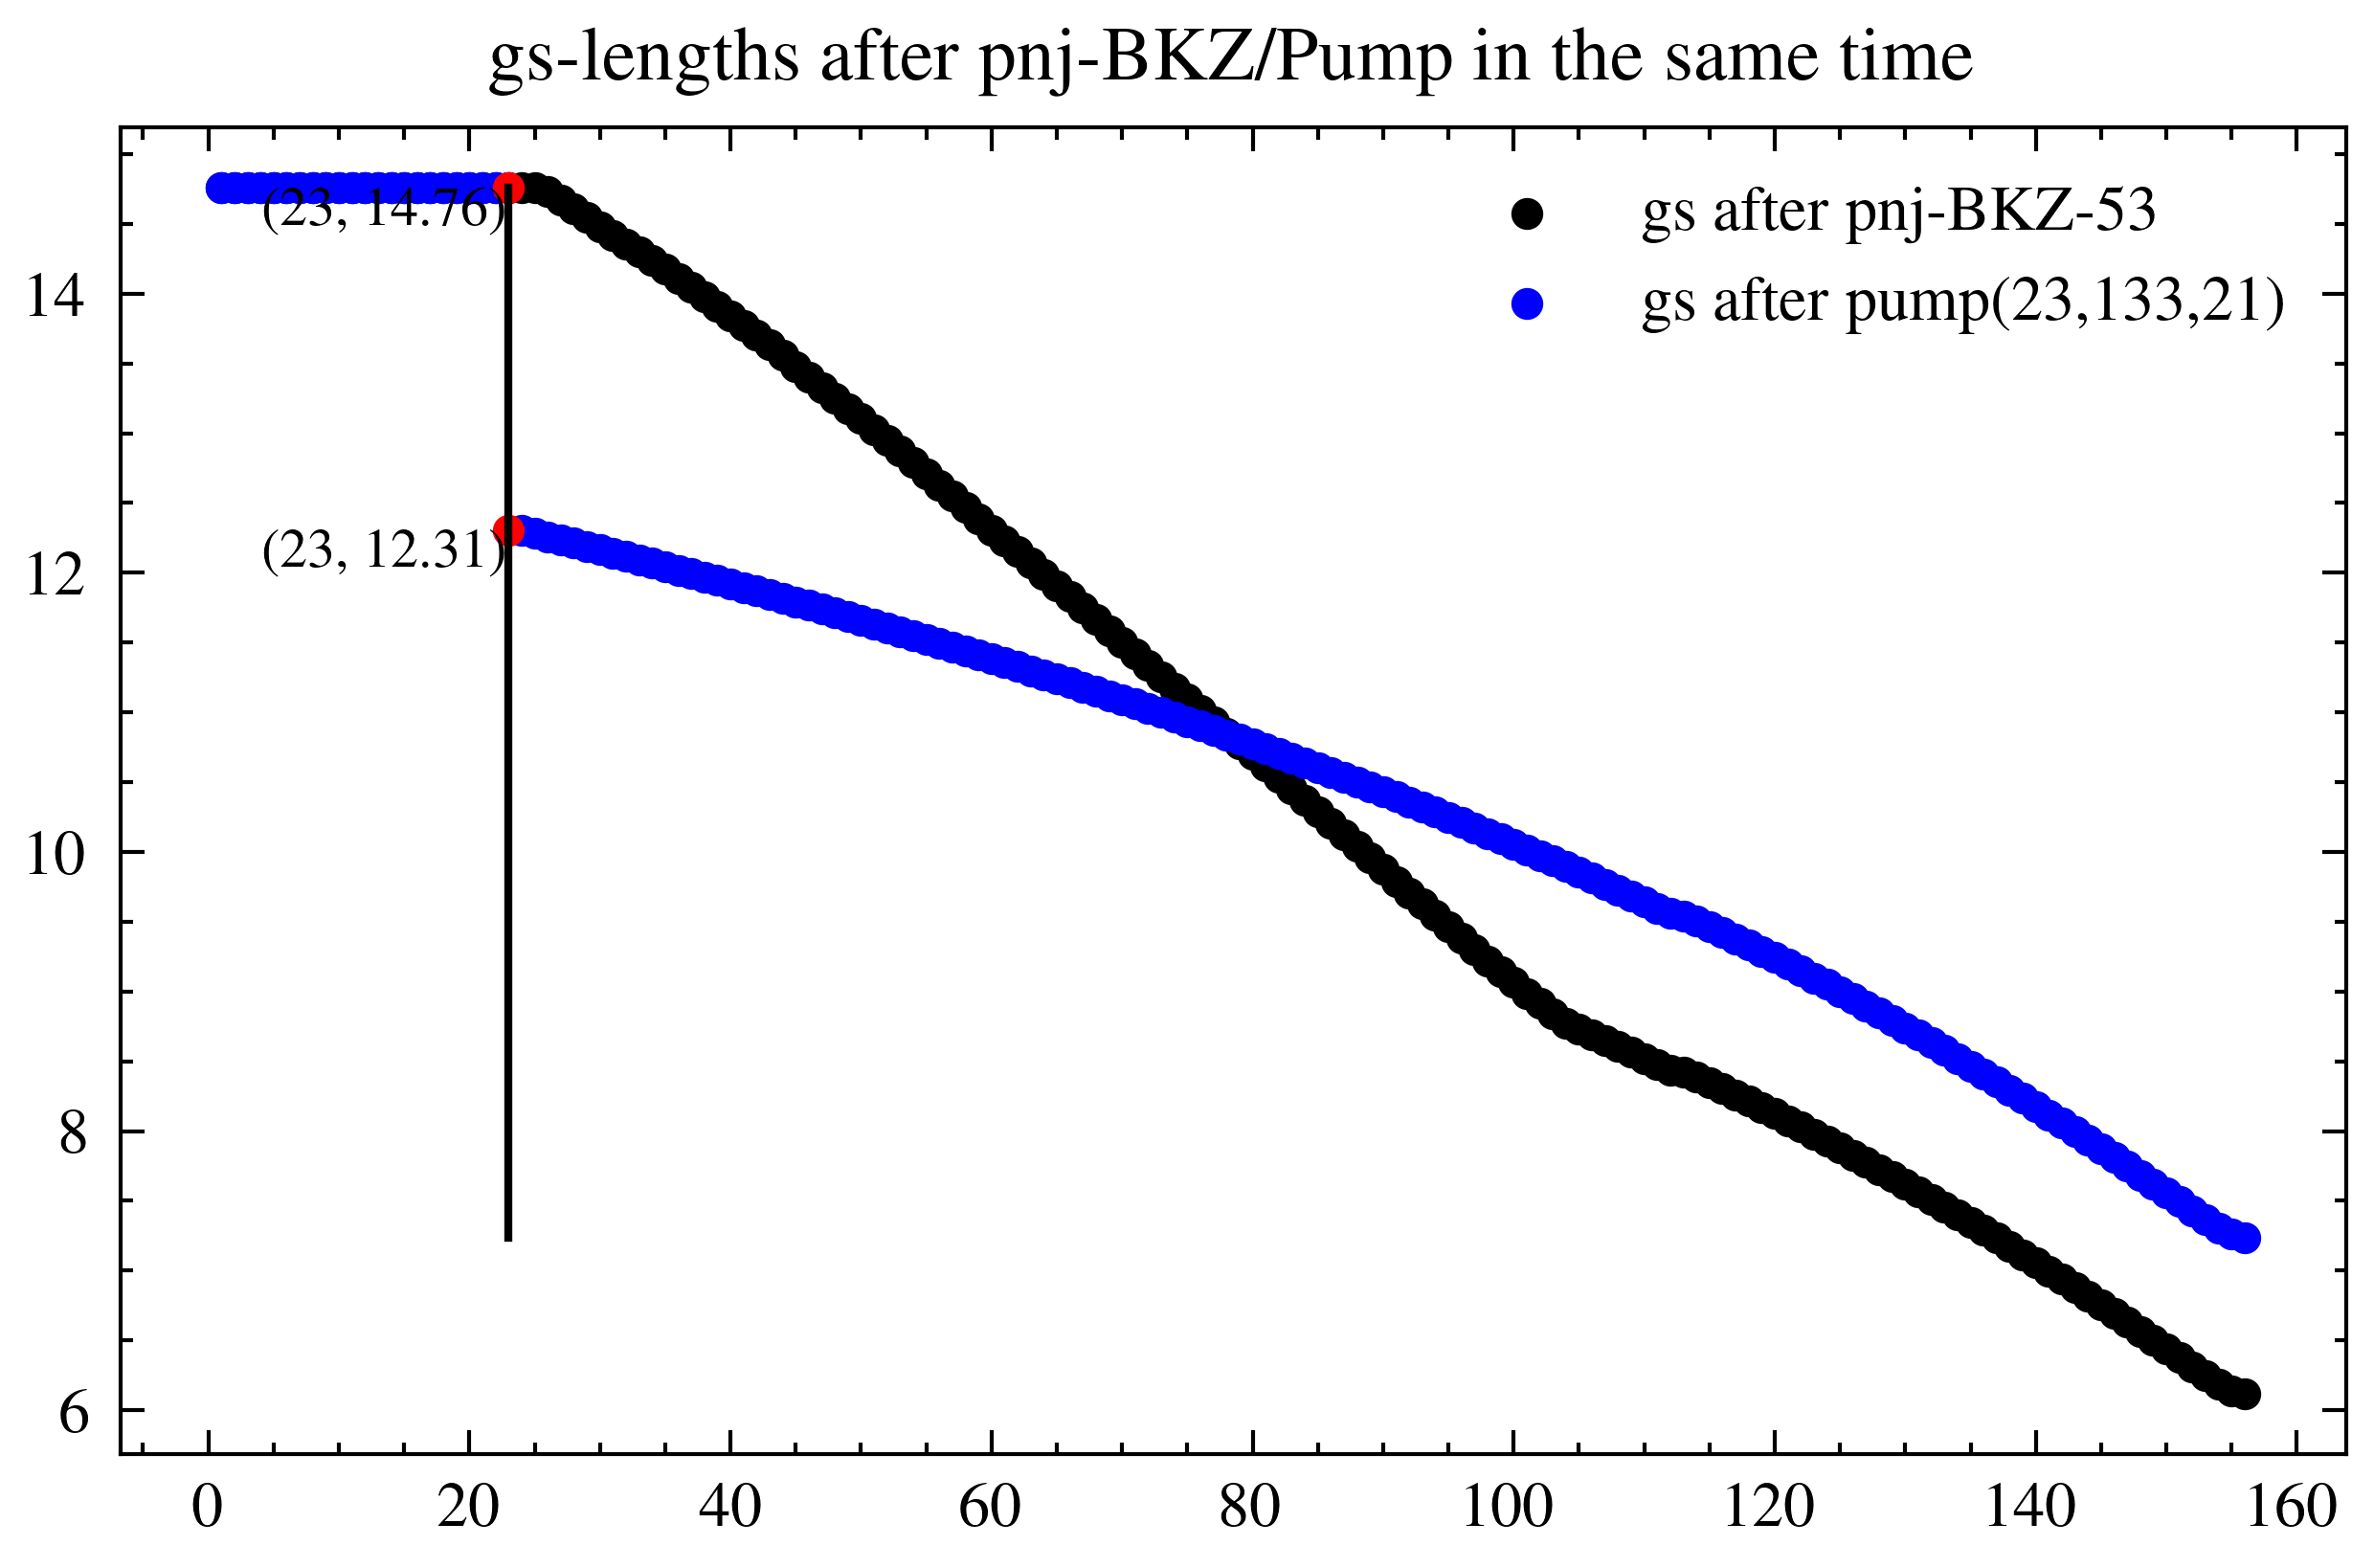 gs-lengths after pnj-BKZ/Pump in the same time
(23, 14.76)
gs after pnj-BKZ-53
gs after pump(23,133,21)
(23, 12.31)
14
12
10
8
6
0 20 40 60 80 100 120 140 160